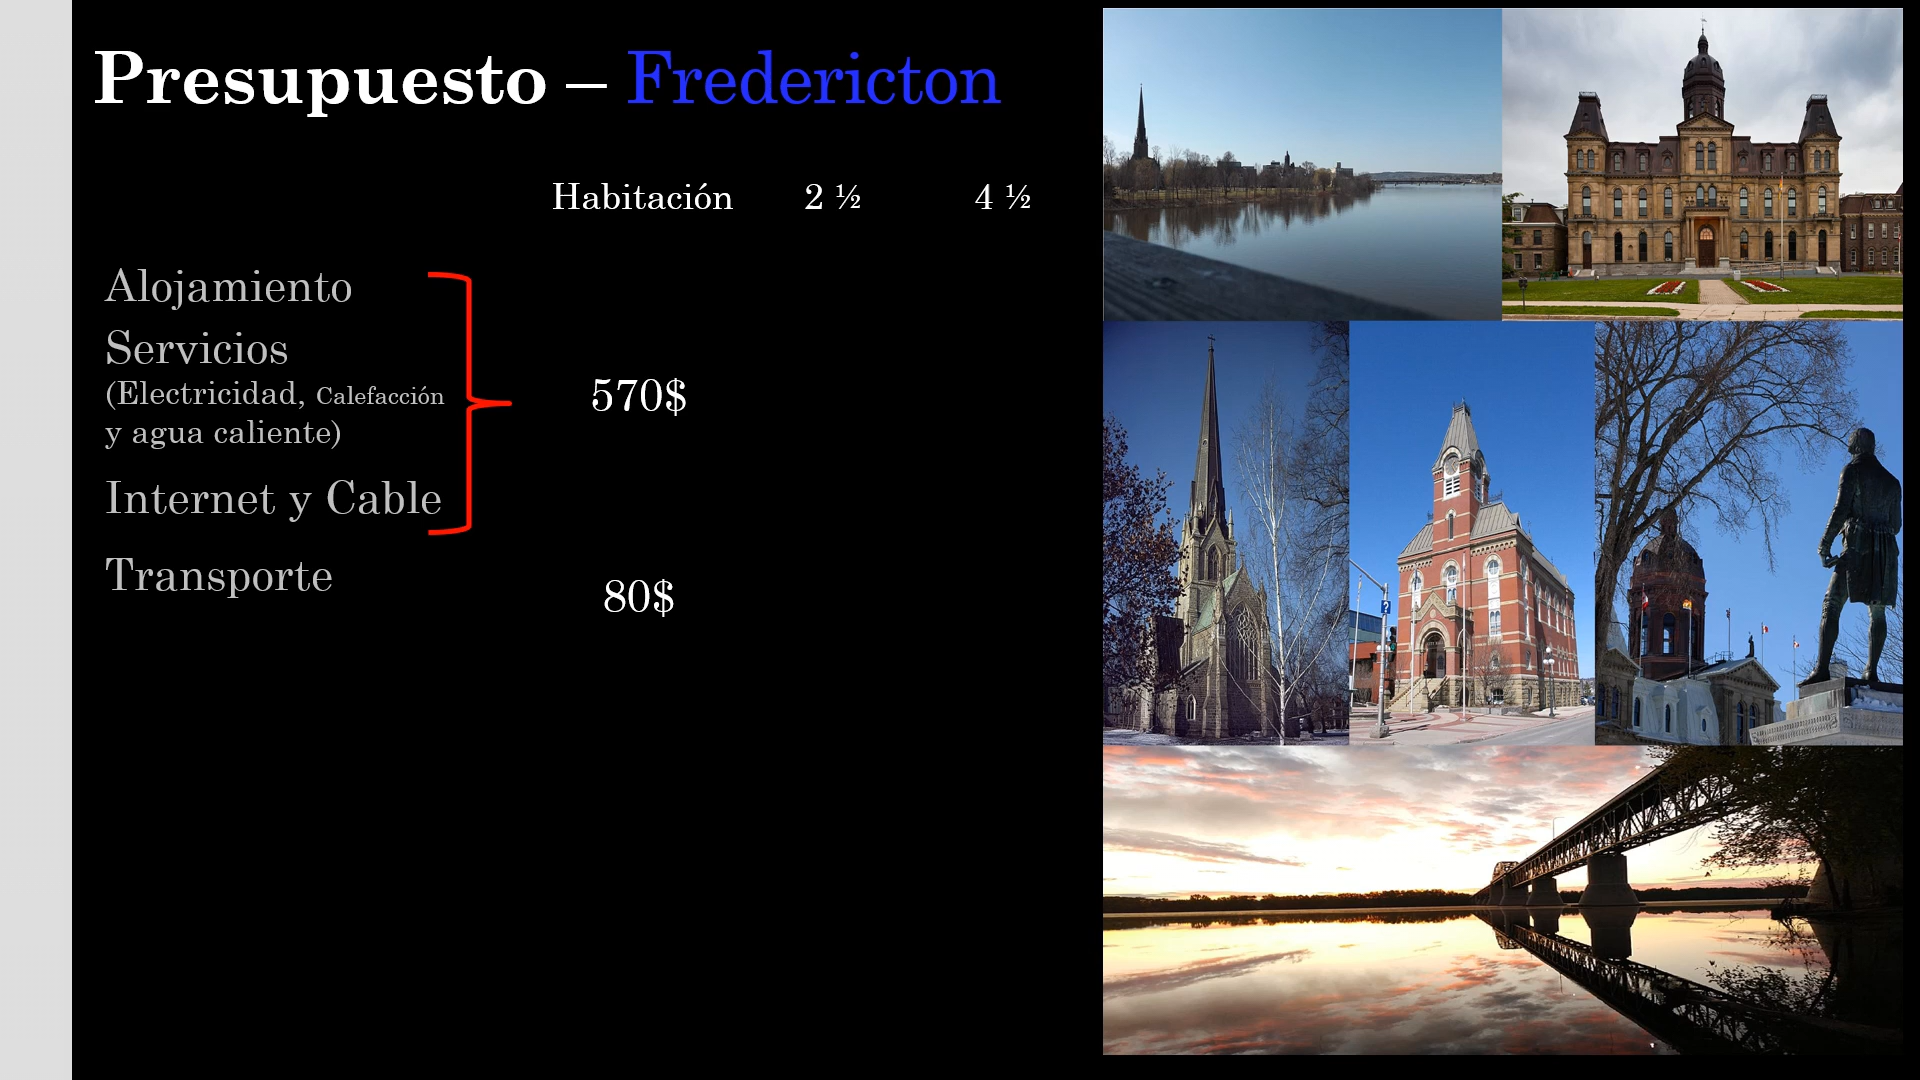 Presupuesto – Fredericton
Habitación 2 ½ 4 ½
Alojamiento
Servicios
(Electricidad, Calefacción
y agua caliente)
570$
Internet y Cable
Transporte
80$